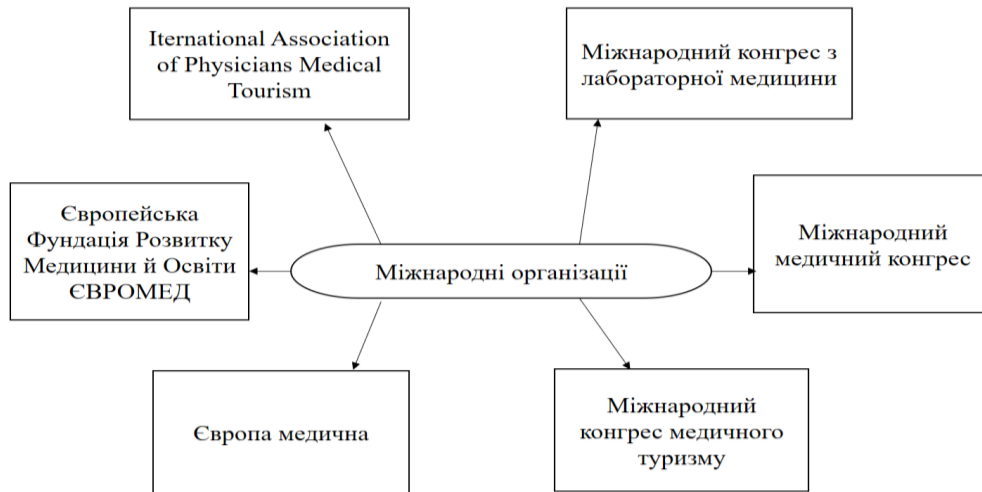 Iternational Association
of Physicians Medical
Tourism
Міжнародний конгрес з
лабораторної медицини
Європейська
Фундація Розвитку
Медицини й Освіти
ЄВРОМЕД
Міжнародні організації
Міжнародний
медичний конгрес
Європа медична
Міжнародний
конгрес медичного
туризму